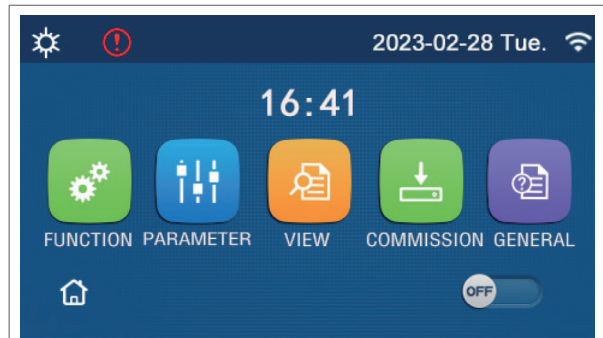 2023-02-28 Tue.
16:41
FUNCTION PARAMETER VIEW COMMISSION GENERAL
OFF